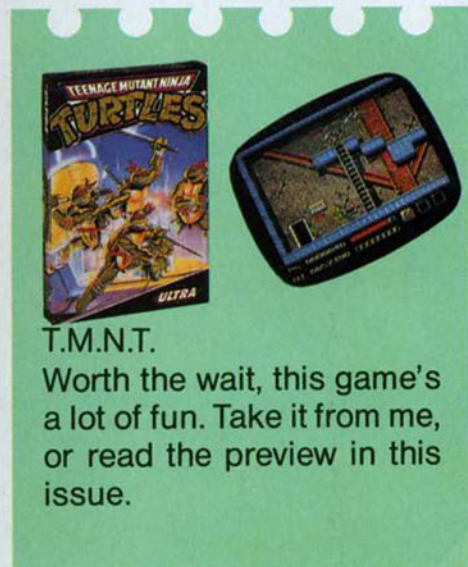 TEENAGE MUTANT NINJA
TURTLES
ULTRA
T.M.N.T.
Worth the wait, this game's
a lot of fun. Take it from me,
or read the preview in this
issue.